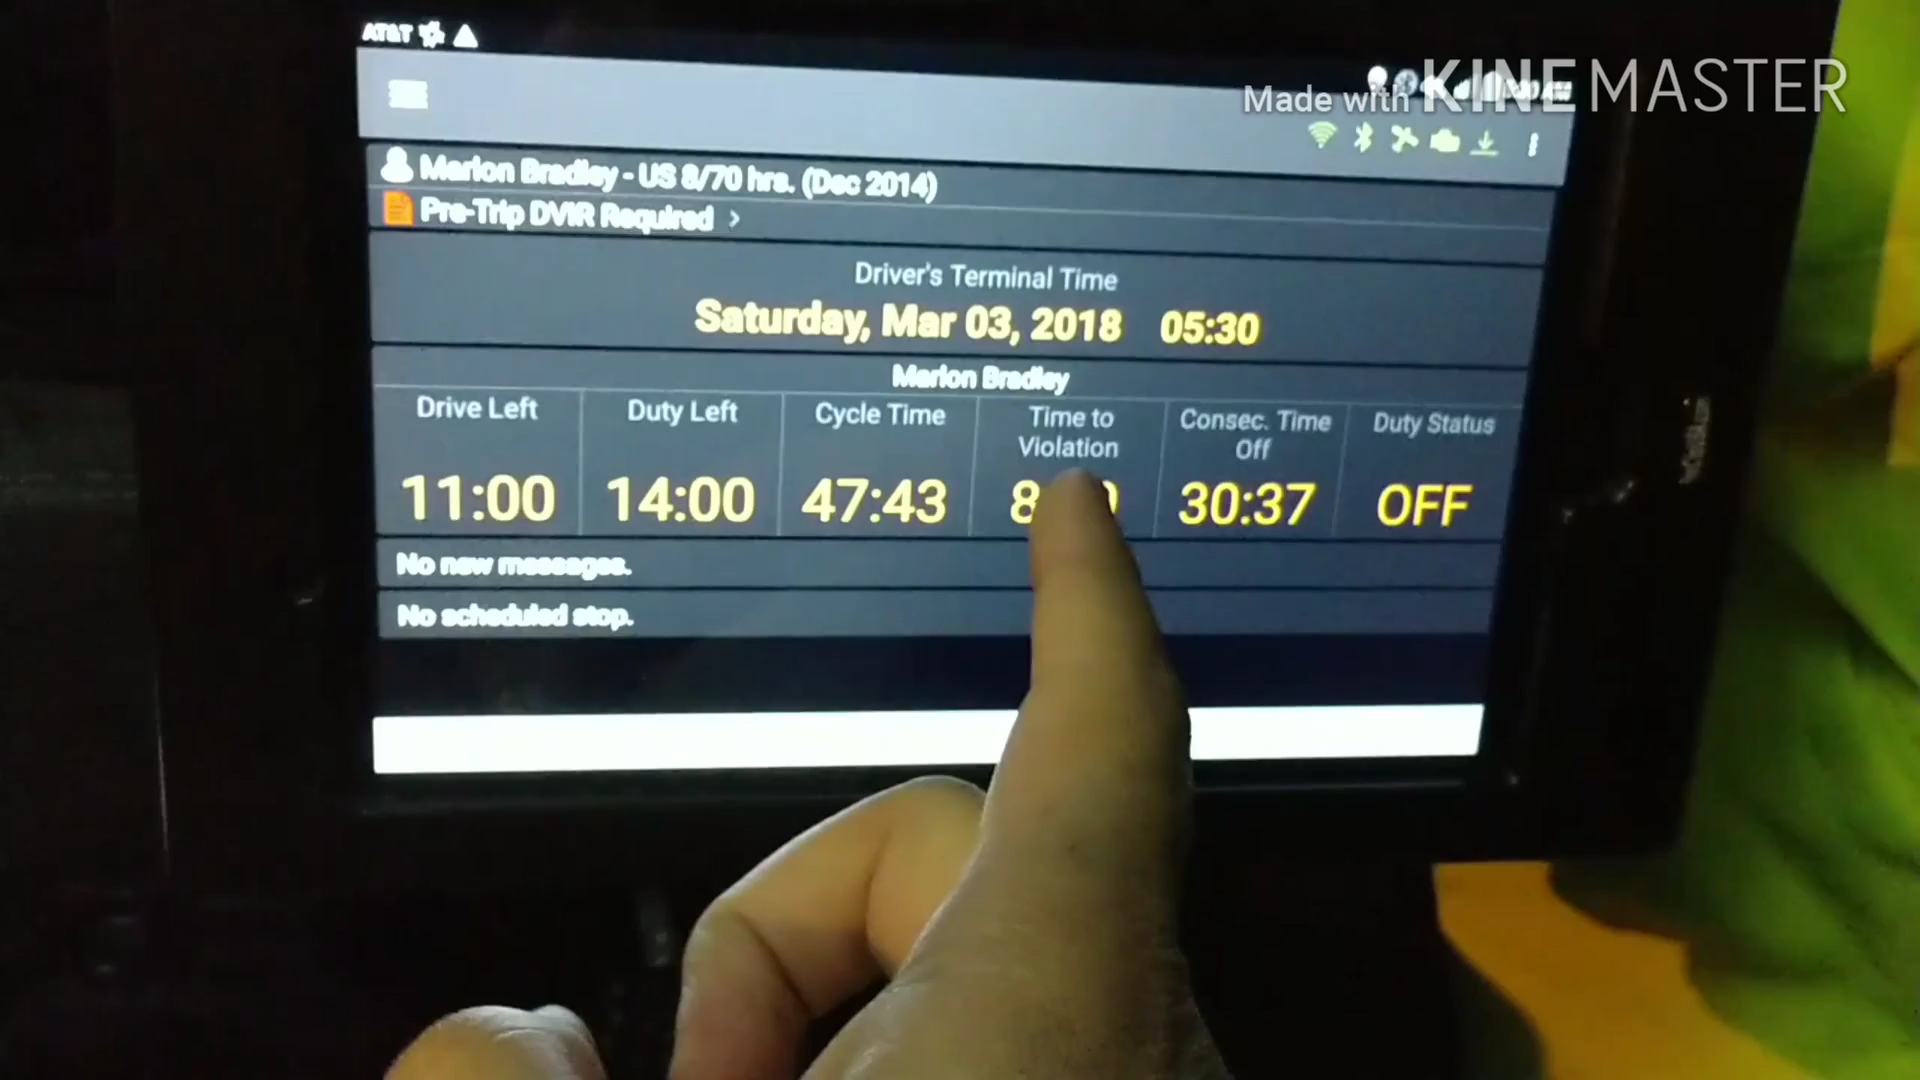 AT&T
Made with KINEMASTER
Marlon Bradley - US 8/70 hrs. (Dec 2014)
Pre-Trip DVIR Required >
Driver's Terminal Time
Saturday, Mar 03, 2018 05:30
Marlon Bradley
Drive Left Duty Left Cycle Time Time to Violation Consec. Time Off Duty Status
11:00 14:00 47:43 30:37 OFF
No new messages.
No scheduled stop.